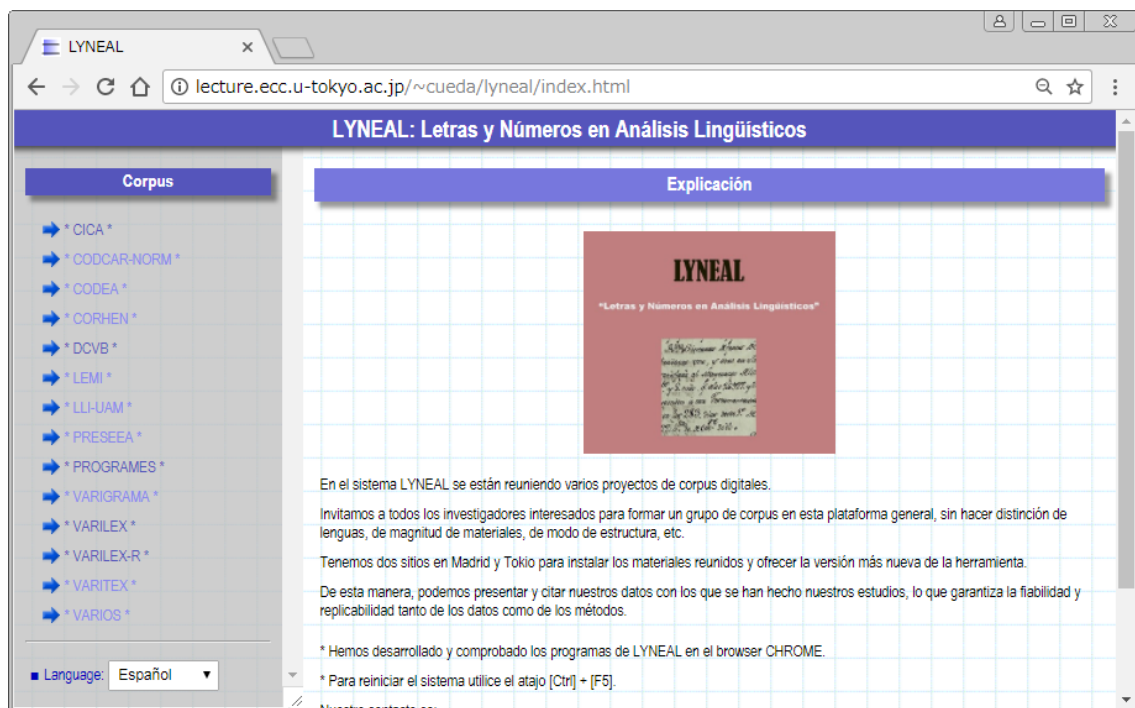 LYNEAL
lecture.ecc.u-tokyo.ac.jp/~cueda/lyneal/index.html
LYNEAL: Letras y Números en Análisis Lingüísticos
Corpus
* CICA *
* CODCAR-NORM *
* CODEA *
* CORHEN *
* DCVB *
* LEMI *
* LLI-UAM *
* PRESEEA *
* PROGRAMES *
* VARIGRAMA *
* VARILEX *
* VARILEX-R *
* VARITEX *
* VARIOS *
Language: Español
Explicación
LYNEAL
"Letras y Números en Análisis Lingüísticos"
En el sistema LYNEAL se están reuniendo varios proyectos de corpus digitales.
Invitamos a todos los investigadores interesados para formar un grupo de corpus en esta plataforma general, sin hacer distinción de
lenguas, de magnitud de materiales, de modo de estructura, etc.
Tenemos dos sitios en Madrid y Tokio para instalar los materiales reunidos y ofrecer la versión más nueva de la herramienta.
De esta manera, podemos presentar y citar nuestros datos con los que se han hecho nuestros estudios, lo que garantiza la fiabilidad y
replicabilidad tanto de los datos como de los métodos.
* Hemos desarrollado y comprobado los programas de LYNEAL en el browser CHROME.
* Para reiniciar el sistema utilice el atajo [Ctrl] + [F5].